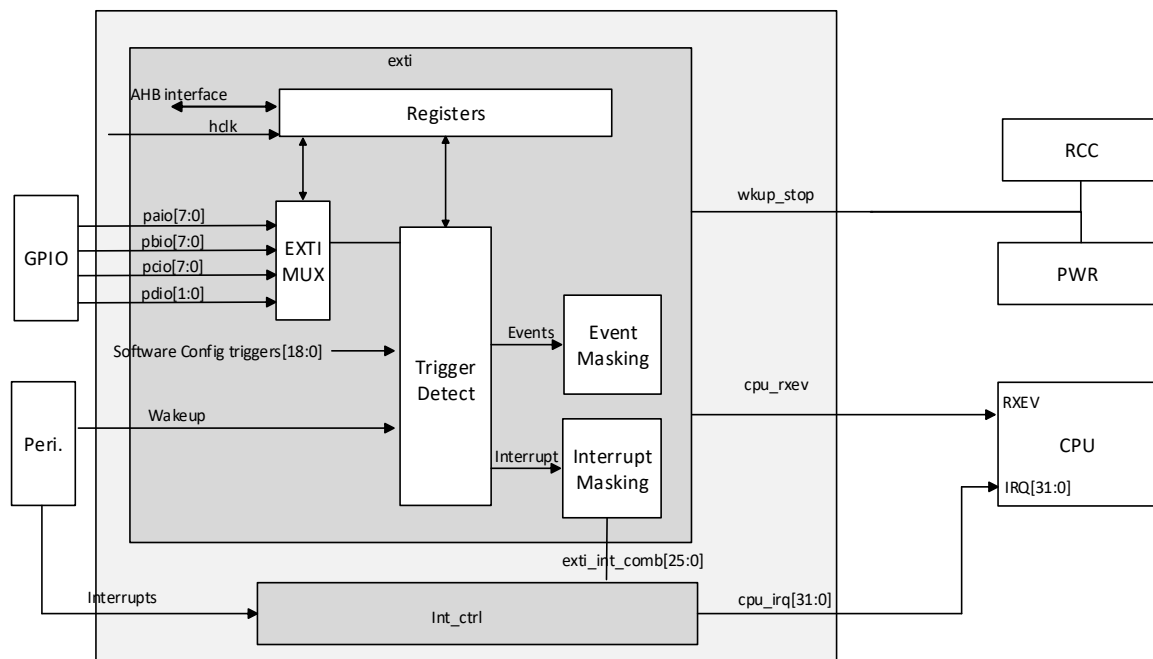 exti
AHB interface
Registers
hclk
RCC
wkup_stop
paio[7:0]
pbio[7:0]
pcio[7:0]
pdio[1:0]
GPIO
EXTI
MUX
PWR
Events
Event
Masking
Software Config triggers[18:0]
Trigger
Detect
cpu_rxev
RXEV
CPU
IRQ[31:0]
Wakeup
Peri.
Interrupt
Interrupt
Masking
exti_int_comb[25:0]
Interrupts
Int_ctrl
cpu_irq[31:0]